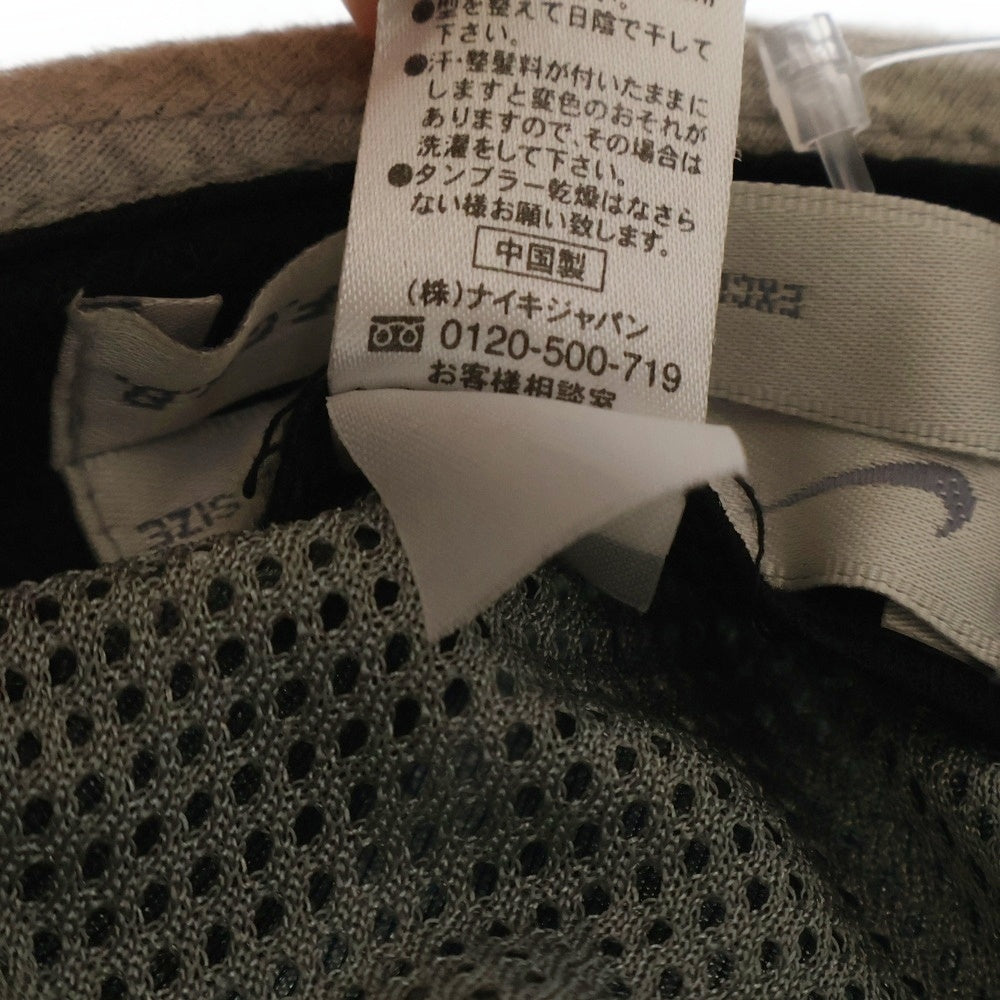 ●型を整えて日陰で干して
下さい。
●汗・整髪料が付いたままに
しますと変色のおそれが
ありますので、その場合は
洗濯をして下さい。
●タンブラー乾燥はなさら
ない様お願い致します。
中国製
(株)ナイキジャパン
0120-500-719
お客様相談室
SIZE